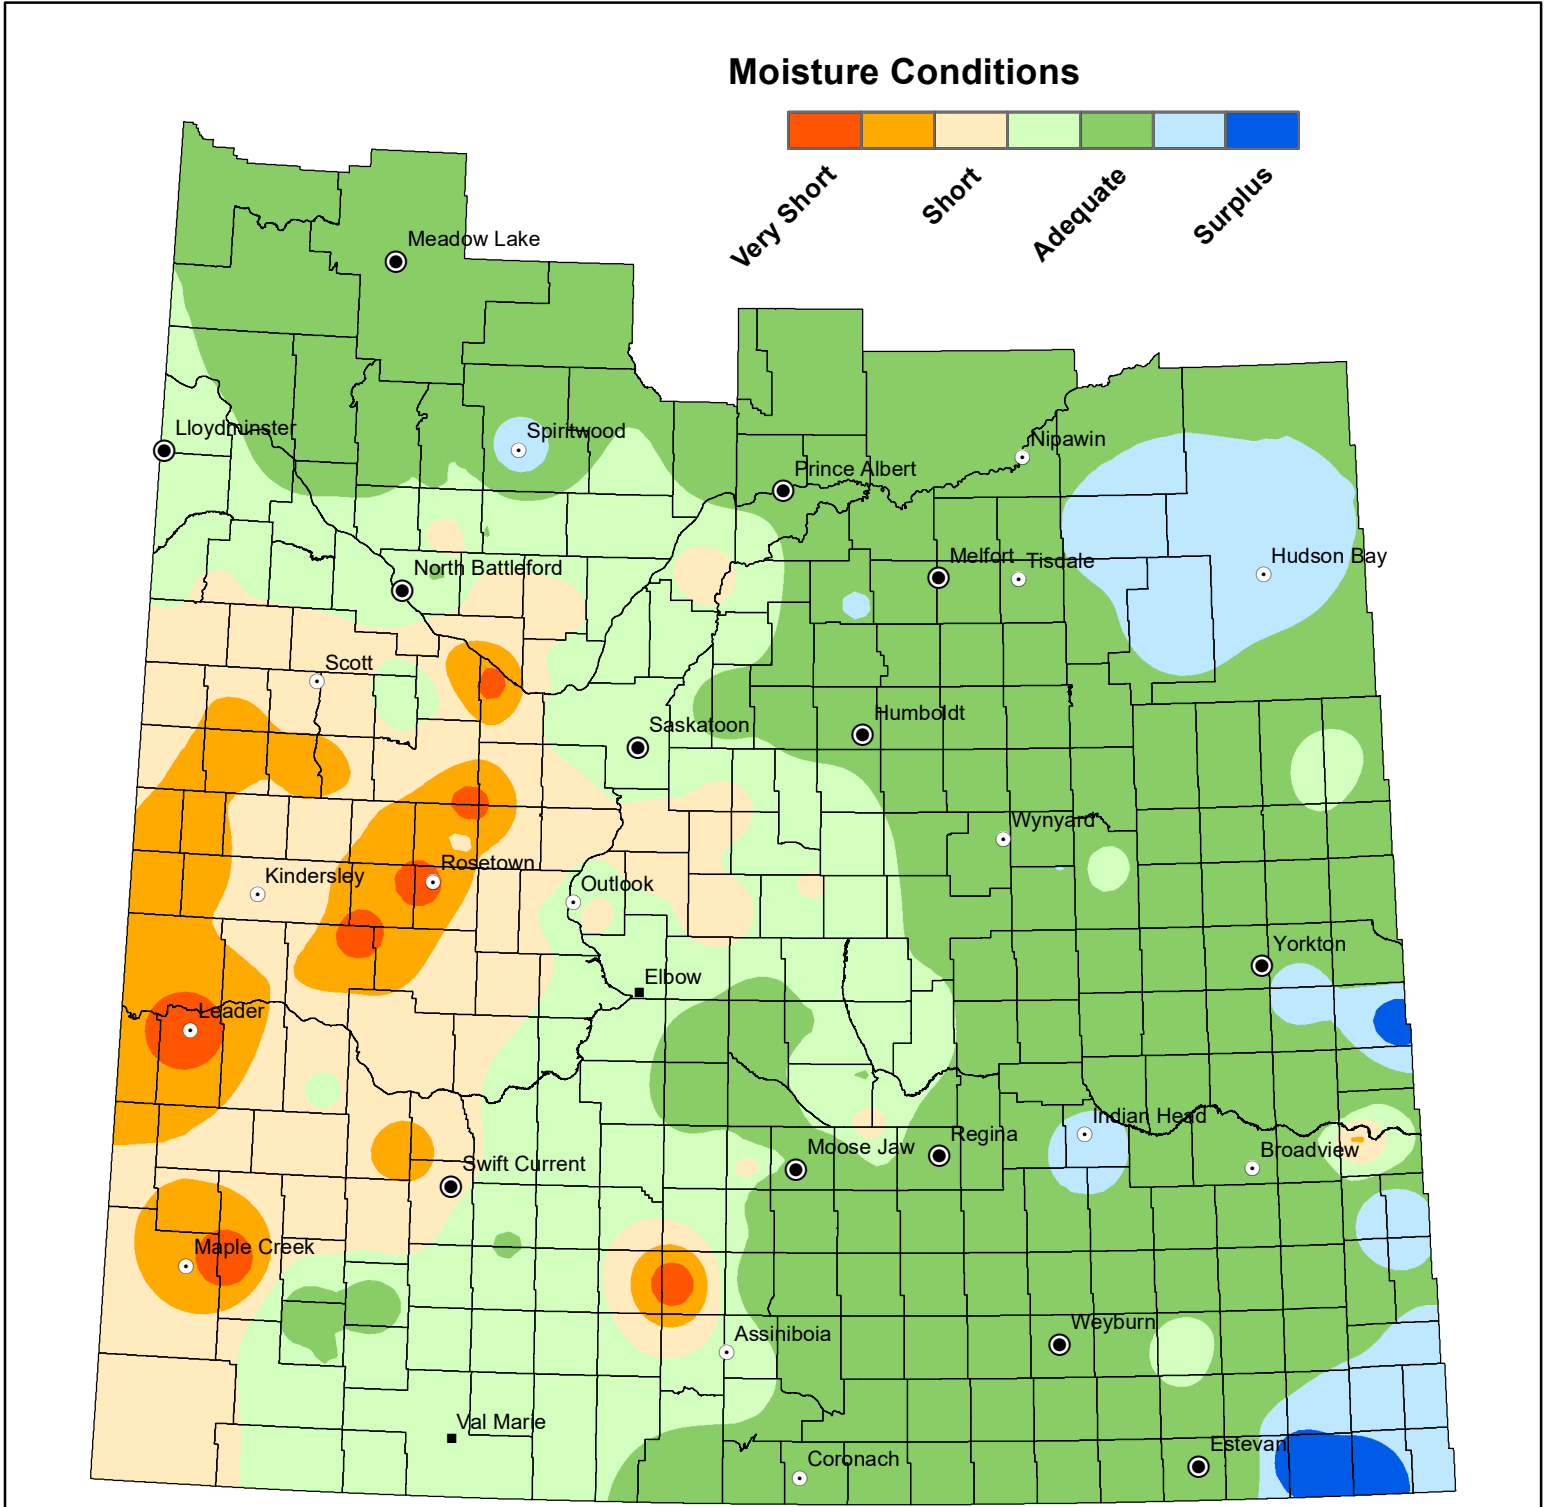 Moisture Conditions
Very Short
Short
Adequate
Surplus
Meadow Lake
Lloydminster
Spiritwood
Nipawin
Prince Albert
North Battleford
Melfort
Tisdale
Hudson Bay
Scott
Saskatoon
Humboldt
Wynyard
Rosetown
Kindersley
Outlook
Yorkton
Elbow
Leader
Indian Head
Regina
Moose Jaw
Broadview
Swift Current
Maple Creek
Assiniboia
Weyburn
Val Marie
Estevan
Coronach